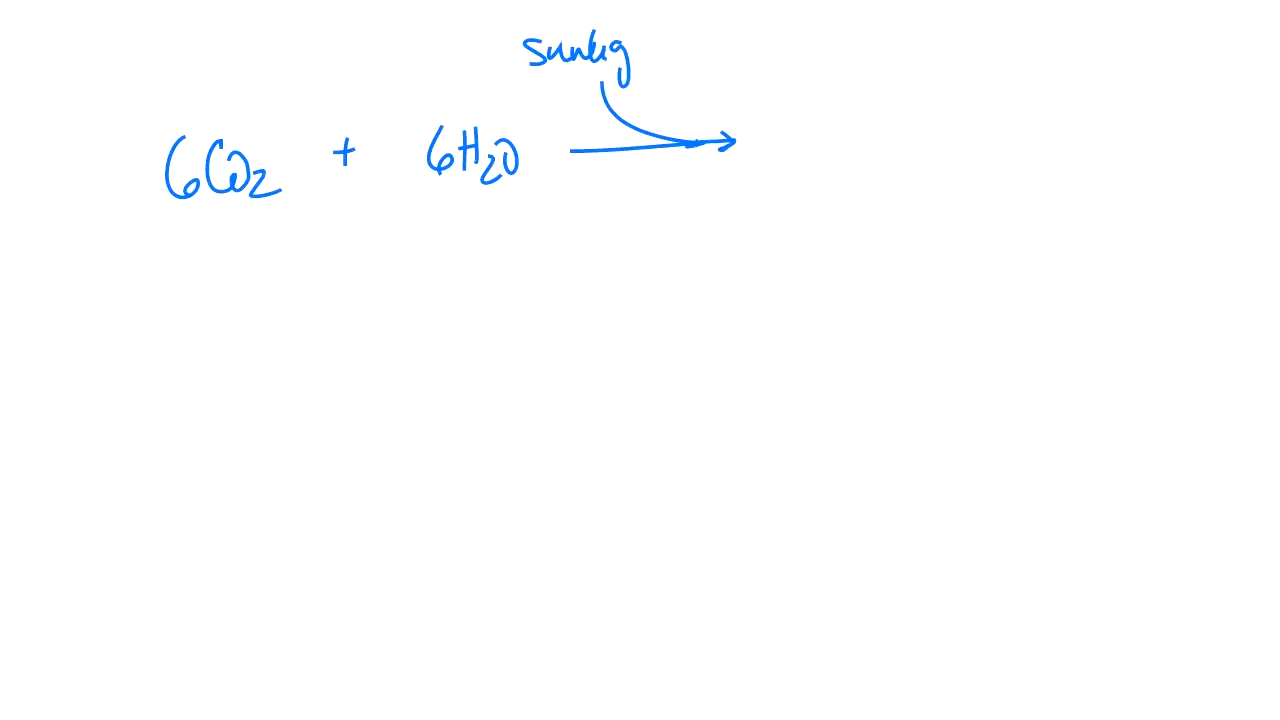 sunlig
6CO₂ + 6H₂O →